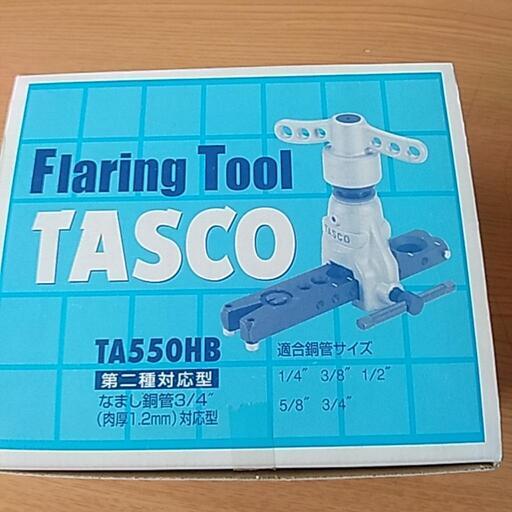 Flaring Tool
TASCO
TASCO
TA550HB
第二種対応型
なまし銅管3/4"
(肉厚1.2mm)対応型
適合銅管サイズ
1/4" 3/8" 1/2"
5/8" 3/4"